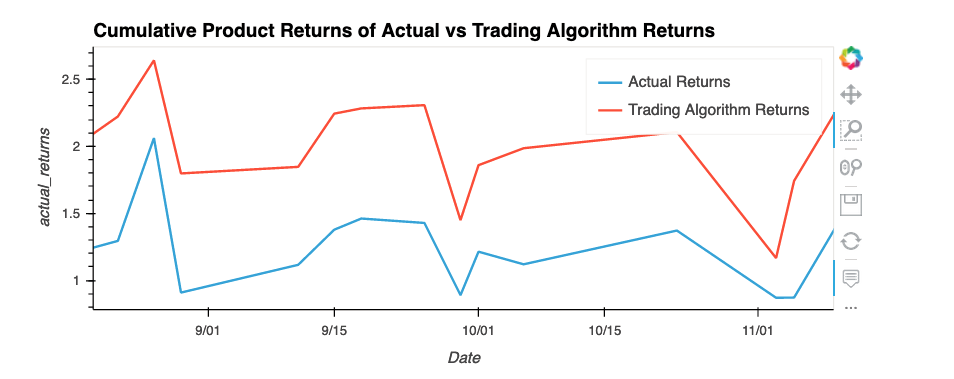 Cumulative Product Returns of Actual vs Trading Algorithm Returns
Actual Returns
Trading Algorithm Returns
actual_returns
2.5
2
1.5
1
9/01
9/15
10/01
10/15
11/01
Date